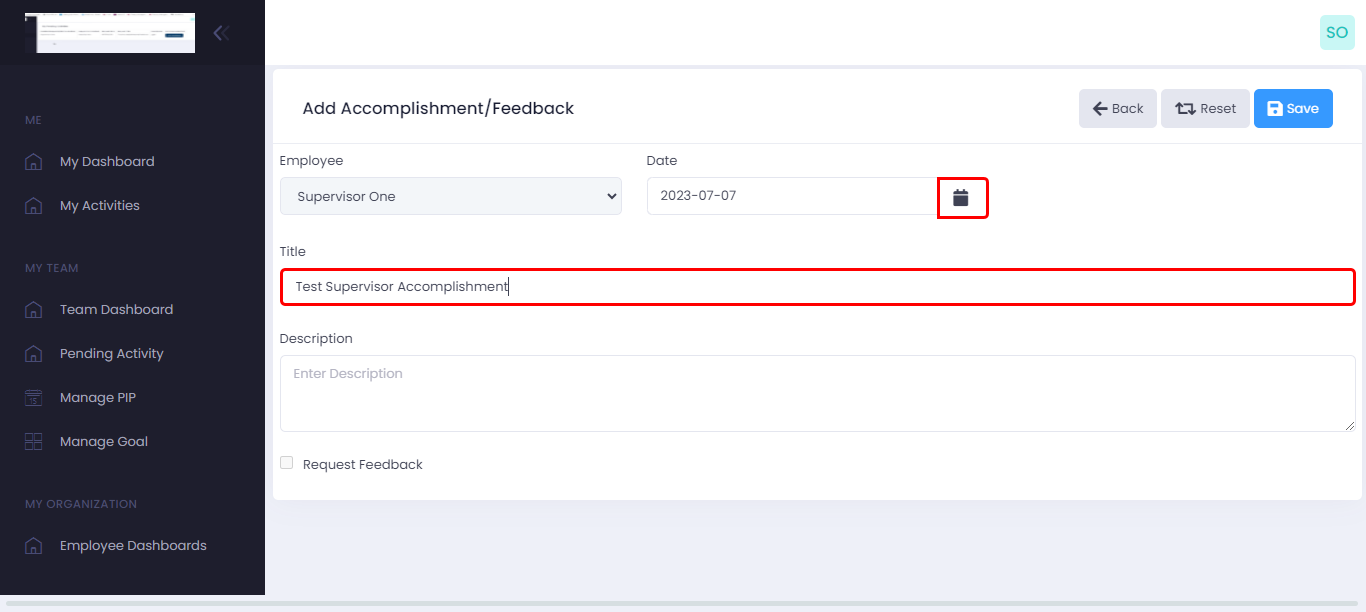 SO
ME
My Dashboard
My Activities
MY TEAM
Team Dashboard
Pending Activity
15
Manage PIP
Manage Goal
MY ORGANIZATION
Employee Dashboards
Add Accomplishment/Feedback
Back
Reset
Save
Employee
Date
Supervisor One
2023-07-07
Title
Test Supervisor Accomplishment
Description
Enter Description
Request Feedback